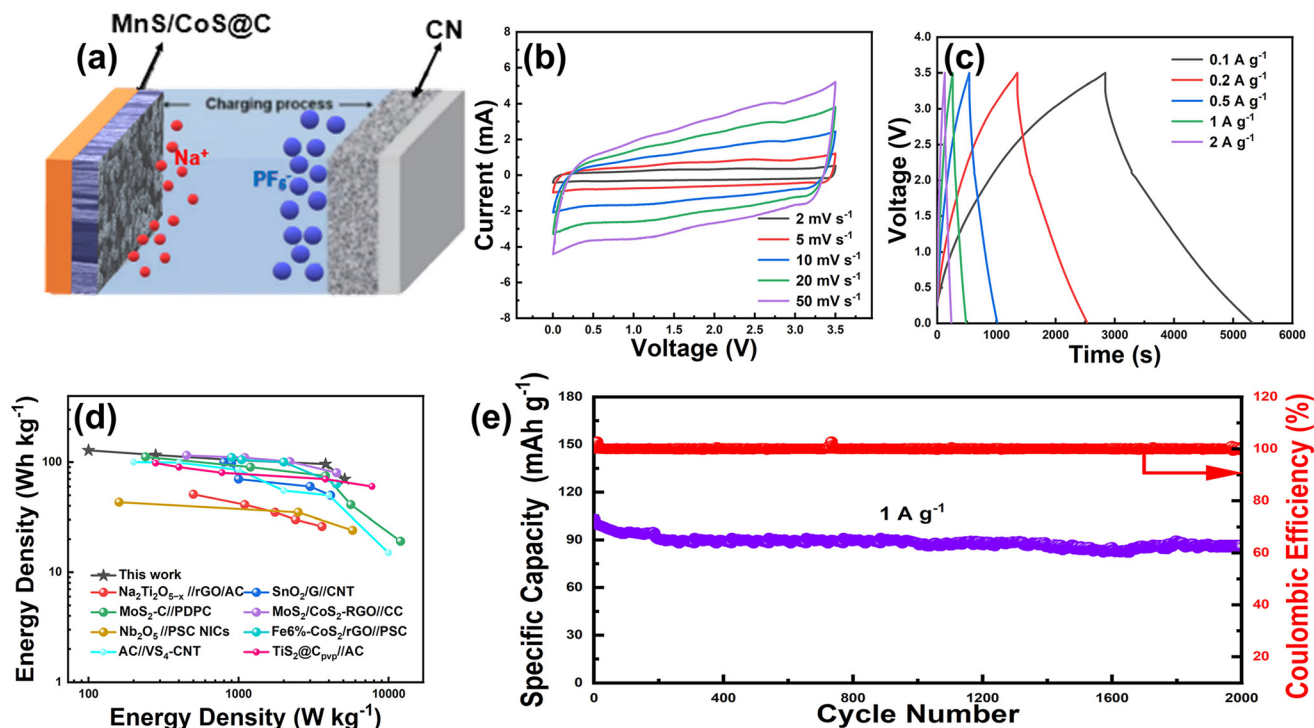 (a)
MnS/CoS@C
CN
Charging process
Na⁺
PF₆⁻
(b)
Current (mA)
8
6
4
2
0
-2
-4
-6
-8
2 mV s⁻¹
5 mV s⁻¹
10 mV s⁻¹
20 mV s⁻¹
50 mV s⁻¹
0.0 0.5 1.0 1.5 2.0 2.5 3.0 3.5
Voltage (V)
(c)
Voltage (V)
4.0
3.5
3.0
2.5
2.0
1.5
1.0
0.5
0.0
0.1 A g⁻¹
0.2 A g⁻¹
0.5 A g⁻¹
1 A g⁻¹
2 A g⁻¹
0 1000 2000 3000 4000 5000 6000
Time (s)
(d)
Energy Density (Wh kg⁻¹)
100
10
1
This work
Na₂Ti₂O₅₋ₓ //rGO/AC
SnO₂/G//CNT
MoS₂-C//PDPC
MoS₂/CoS₂-RGO//CC
Nb₂O₅ //PSC NICs
Fe6%-CoS₂/rGO//PSC
AC//VS₄-CNT
TiS₂@Cpvp//AC
100 1000 10000
Energy Density (W kg⁻¹)
(e)
Specific Capacity (mAh g⁻¹)
180
150
120
90
60
30
0
1 A g⁻¹
120
100
80
60
40
20
0
Coulombic Efficiency (%)
0 400 800 1200 1600 2000
Cycle Number